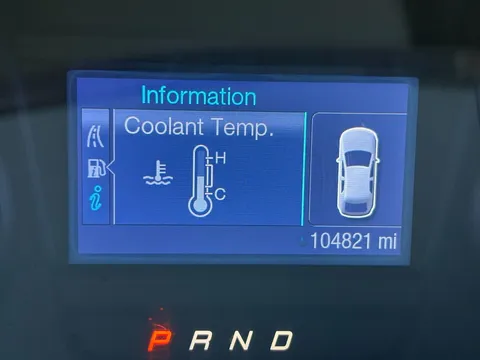 Information
Coolant Temp.
H
C
104821 mi
P R N D